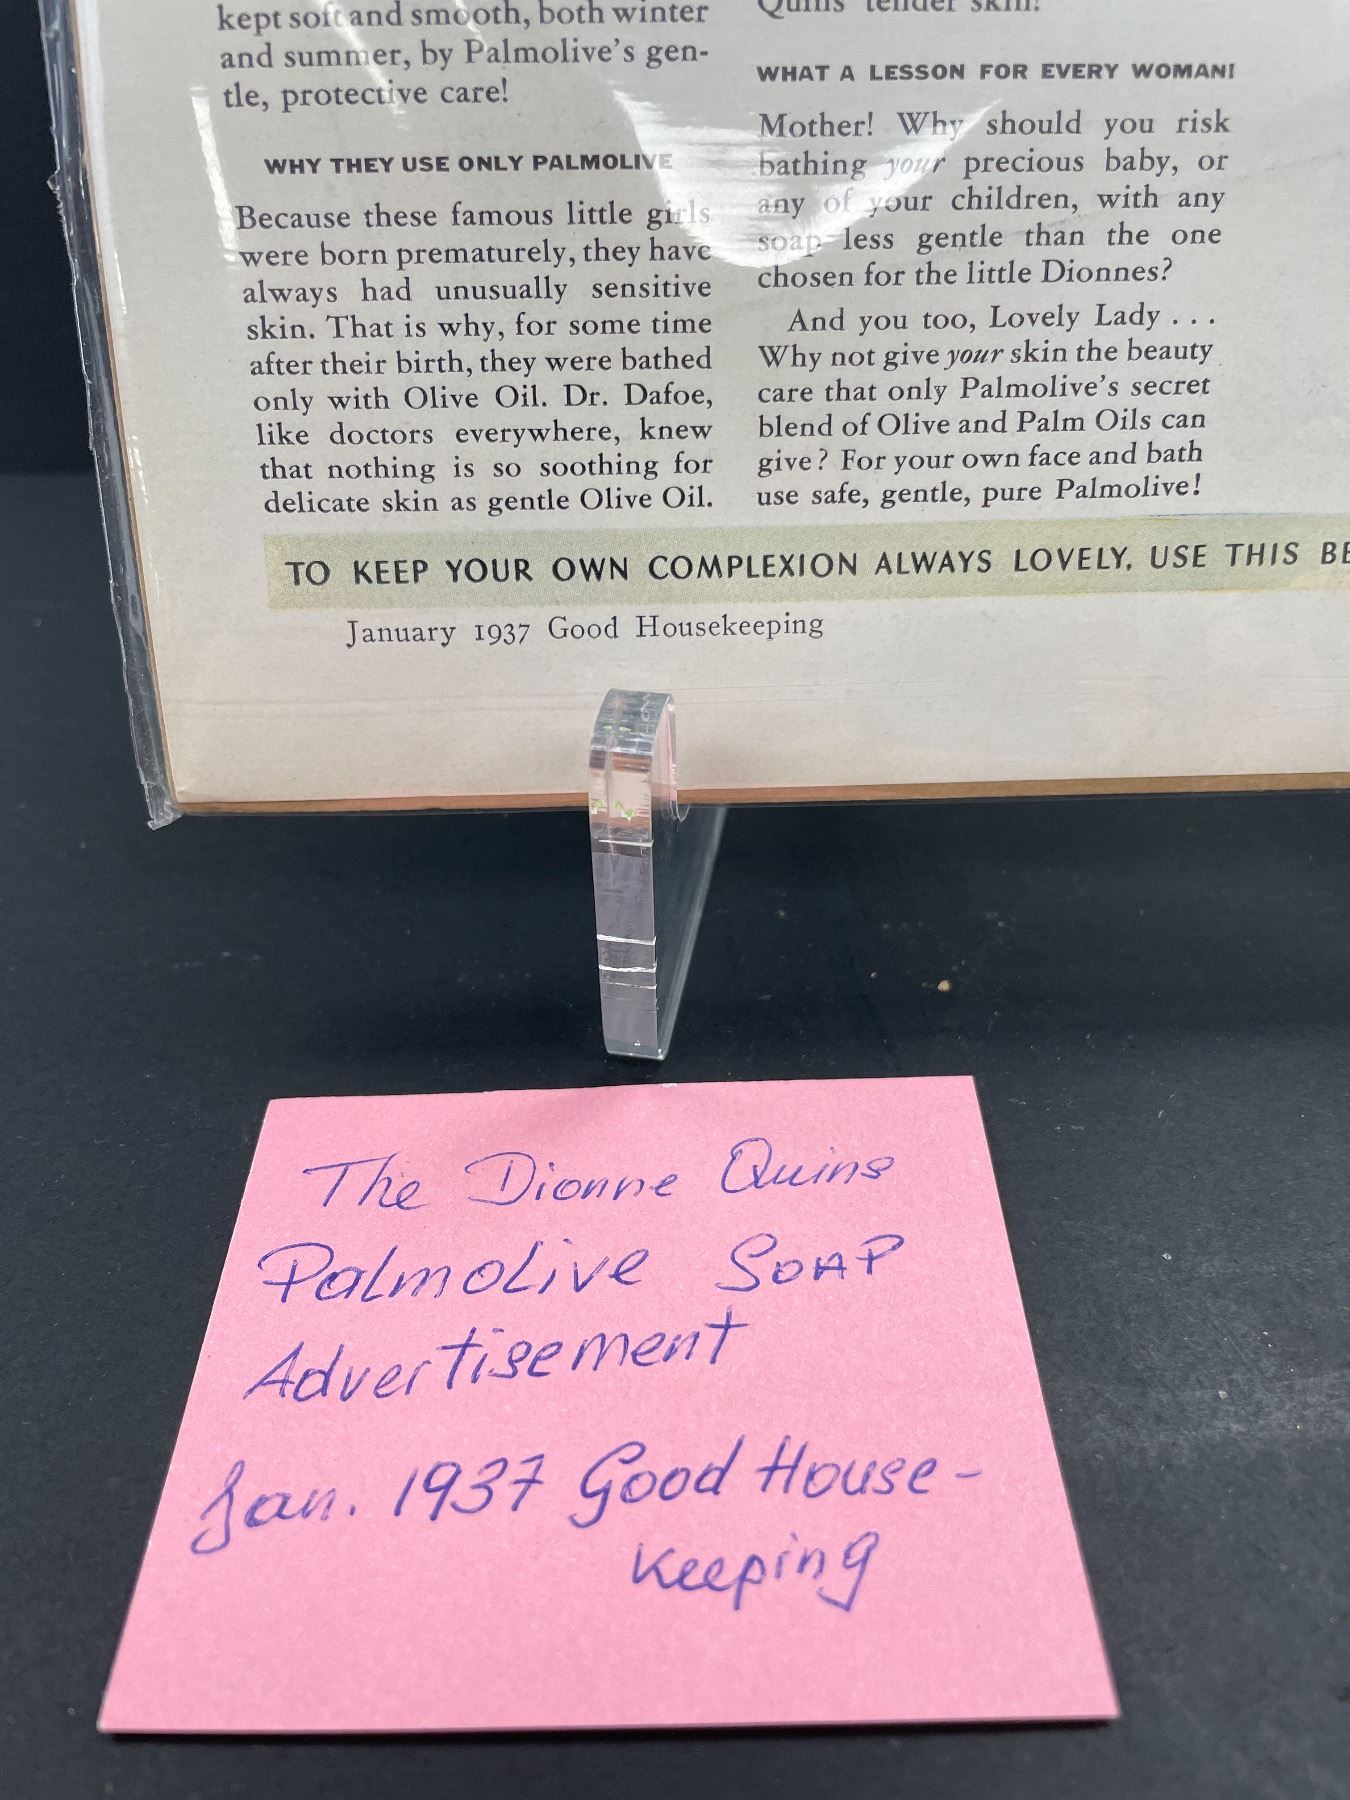 kept soft and smooth, both winter
and summer, by Palmolive's gen-
tle, protective care!
WHY THEY USE ONLY PALMOLIVE
Because these famous little girls
were born prematurely, they have
always had unusually sensitive
skin. That is why, for some time
after their birth, they were bathed
only with Olive Oil. Dr. Dafoe,
like doctors everywhere, knew
that nothing is so soothing for
delicate skin as gentle Olive Oil.
Quins' tender skin!
WHAT A LESSON FOR EVERY WOMAN!
Mother! Why should you risk
bathing your precious baby, or
any of your children, with any
soap less gentle than the one
chosen for the little Dionnes?
And you too, Lovely Lady . . .
Why not give your skin the beauty
care that only Palmolive's secret
blend of Olive and Palm Oils can
give? For your own face and bath
use safe, gentle, pure Palmolive!
TO KEEP YOUR OWN COMPLEXION ALWAYS LOVELY, USE THIS BE
January 1937 Good Housekeeping
The Dionne Quins
Palmolive SOAP
Advertisement
Jan. 1937 Good House-
keeping